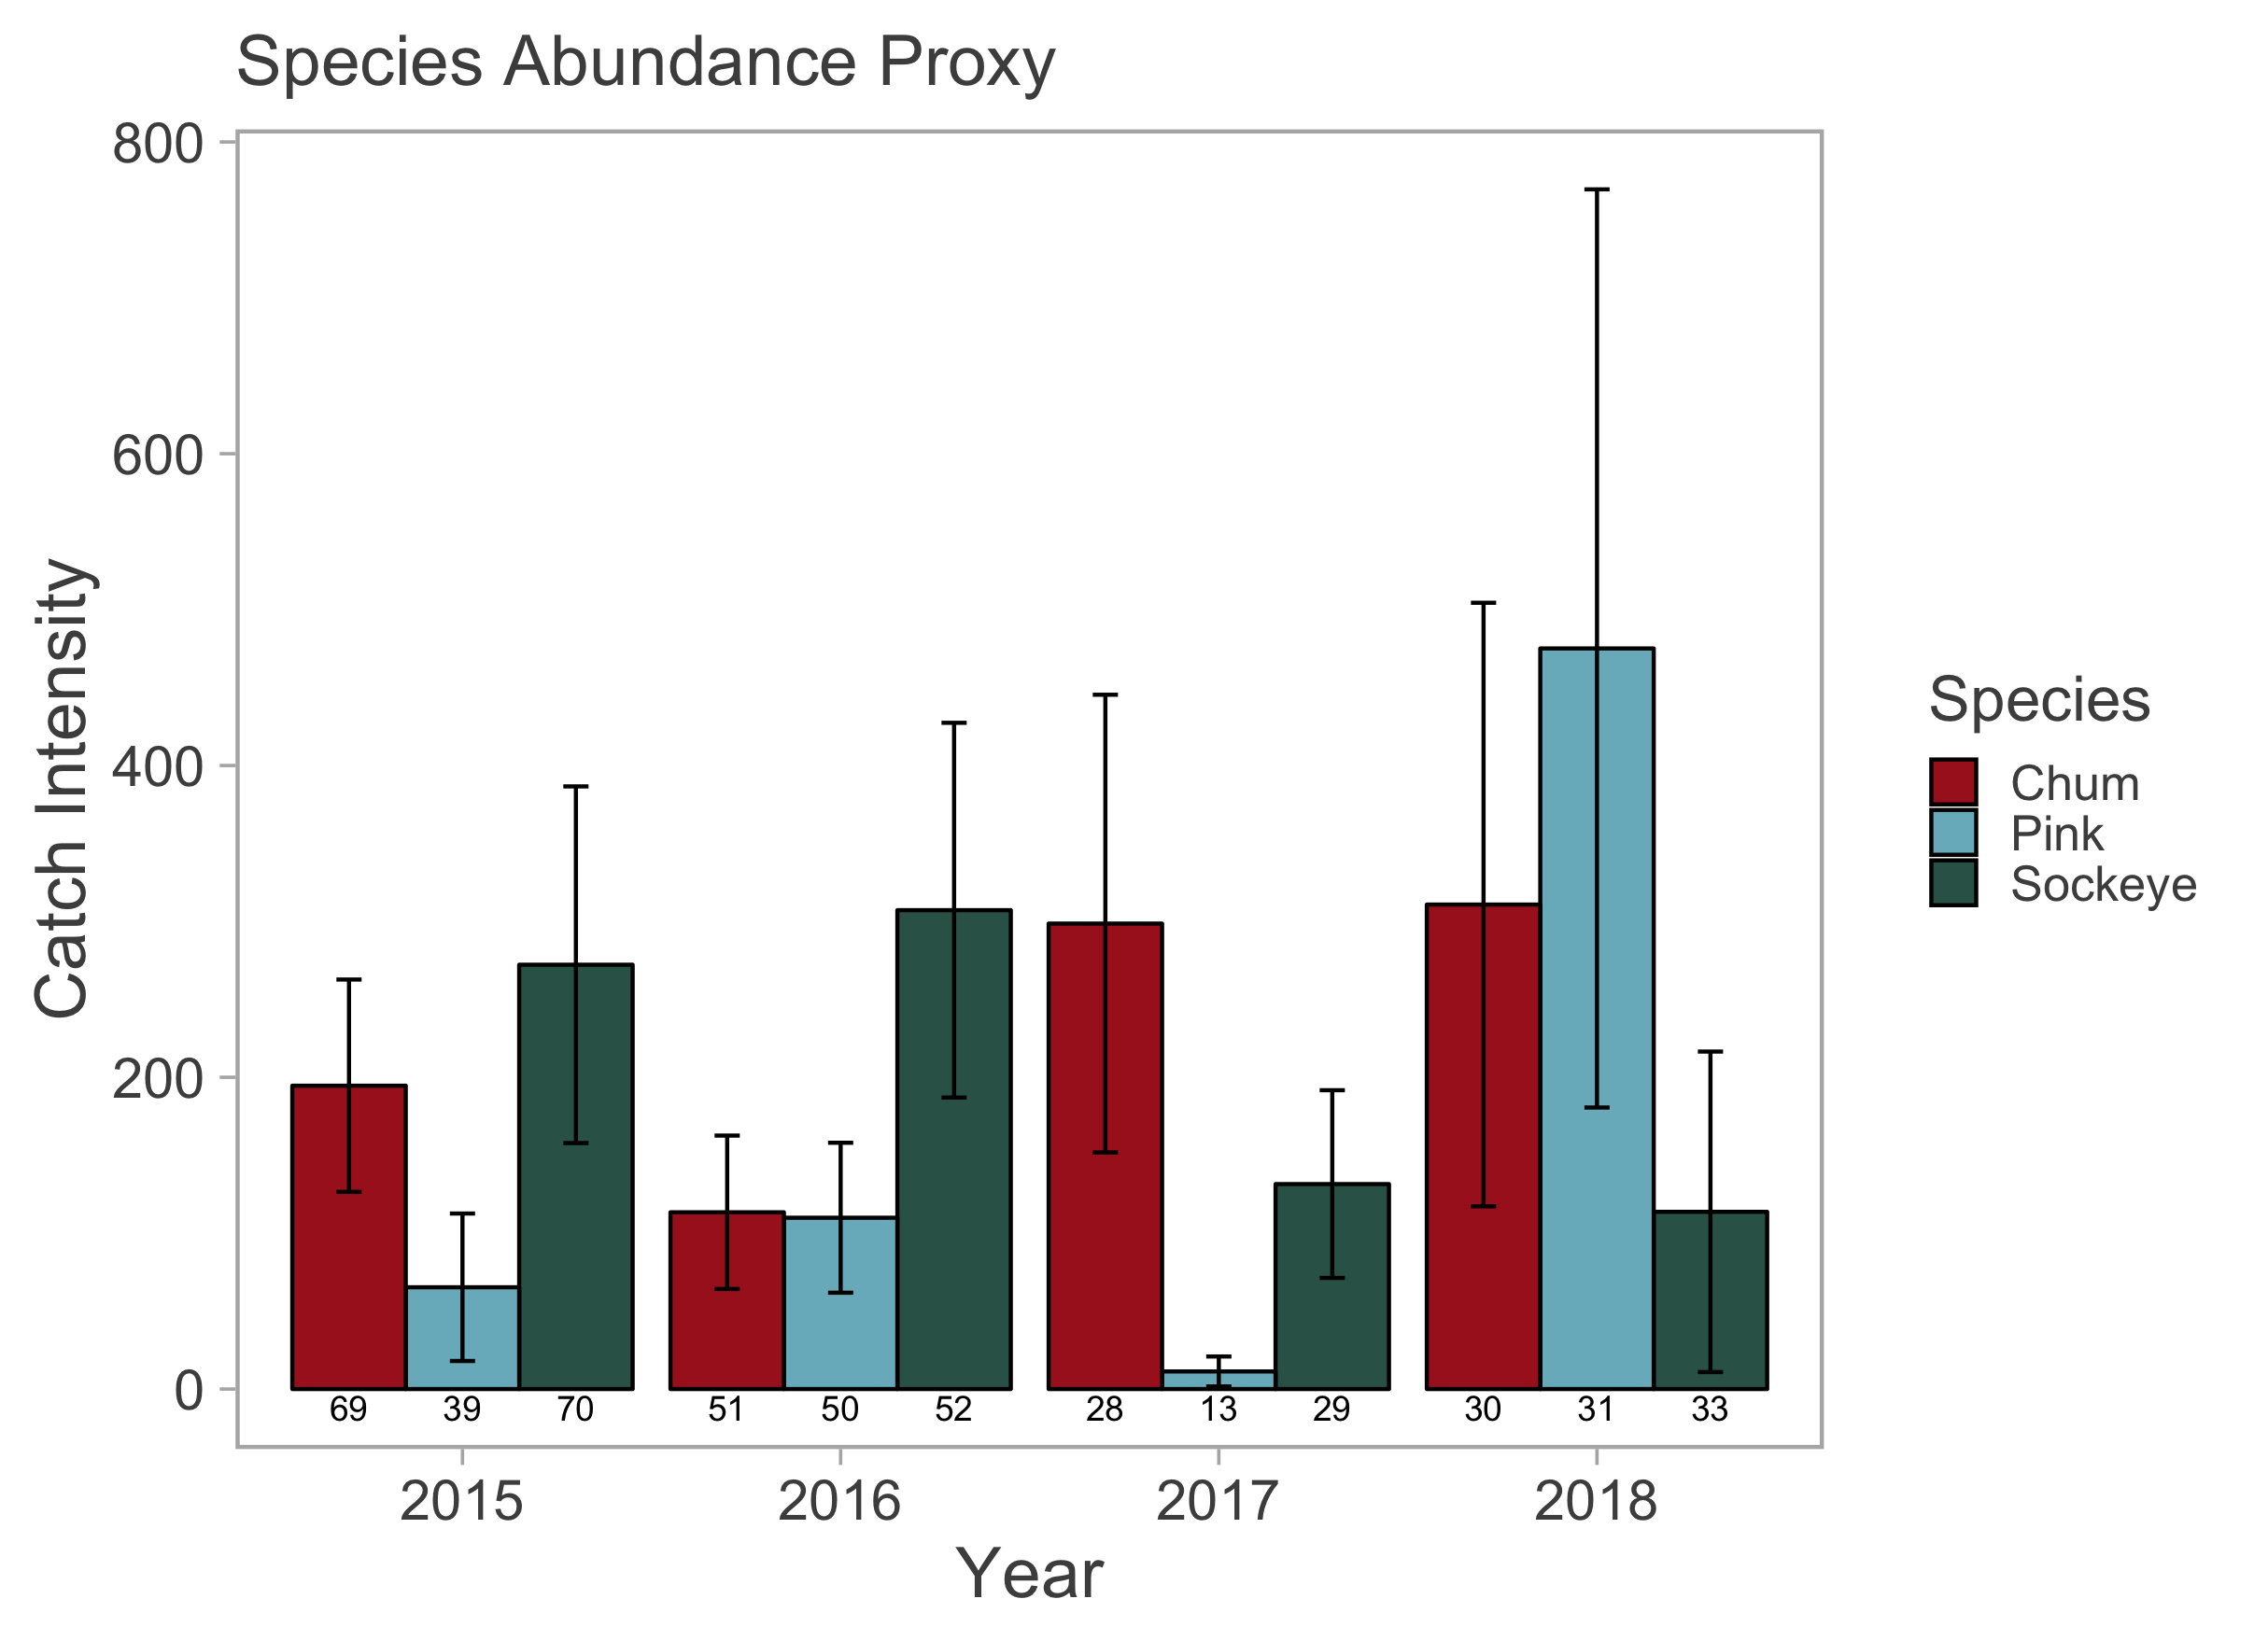 Species Abundance Proxy
800
600
400
200
0
Catch Intensity
69 39 70 51 50 52 28 13 29 30 31 33
2015 2016 2017 2018
Year
Species
Chum
Pink
Sockeye